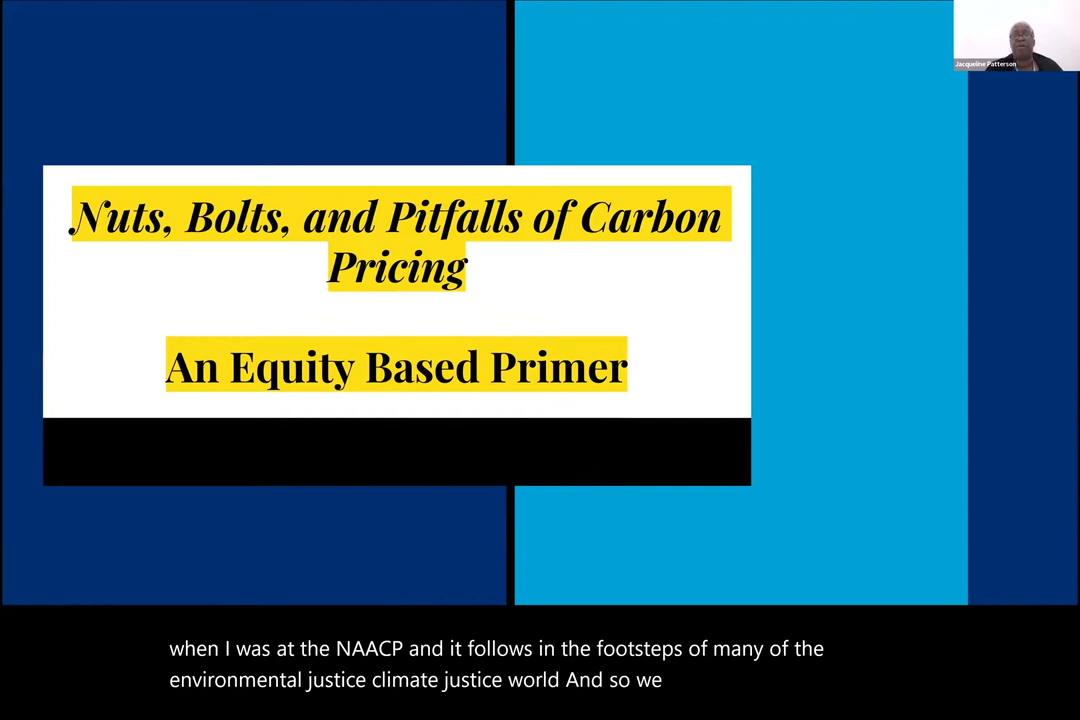 Jacqueline Patterson
Nuts, Bolts, and Pitfalls of Carbon
Pricing
An Equity Based Primer
when I was at the NAACP and it follows in the footsteps of many of the
environmental justice climate justice world And so we